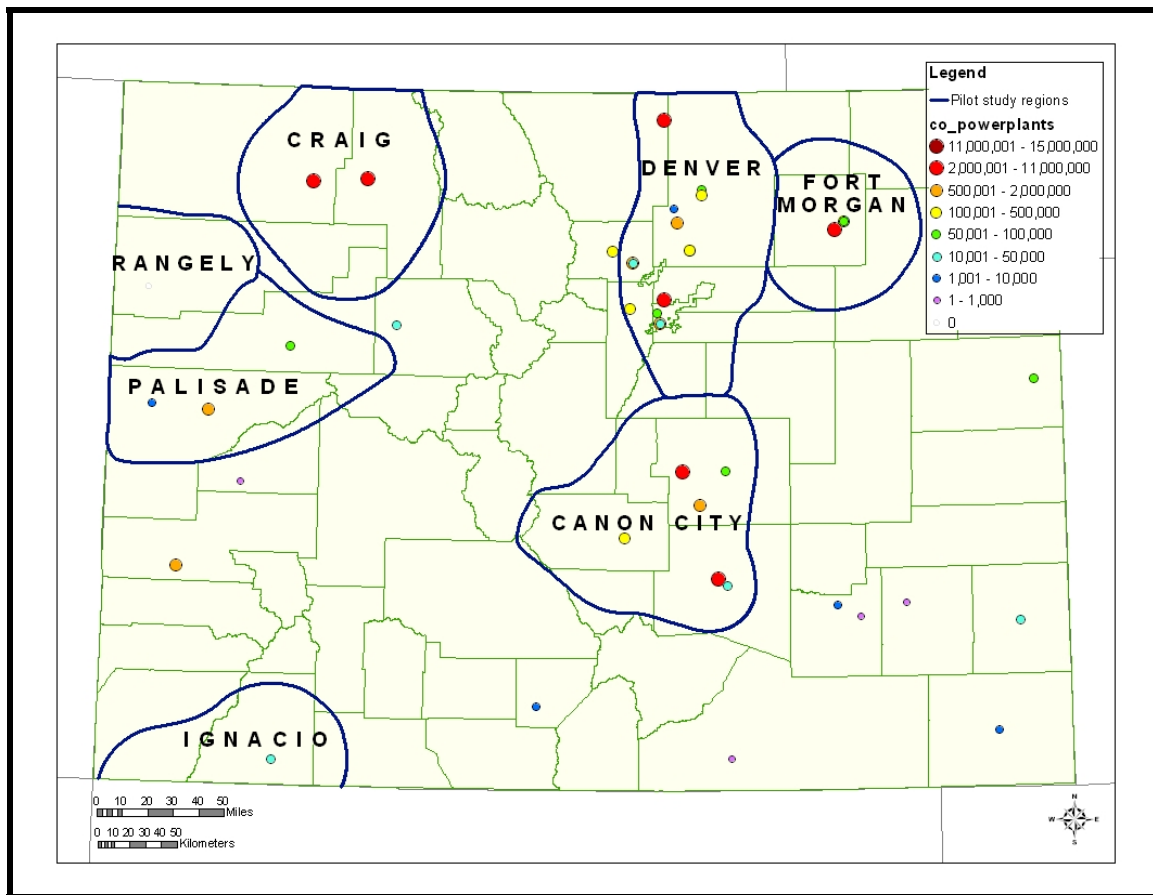 Legend
Pilot study regions
co_powerplants
11,000,001 - 15,000,000
2,000,001 - 11,000,000
500,001 - 2,000,000
100,001 - 500,000
50,001 - 100,000
10,001 - 50,000
1,001 - 10,000
1 - 1,000
0
CRAIG
DENVER
FORT
MORGAN
RANGELY
PALISADE
CANON CITY
IGNACIO
0 10 20 30 40 50
Miles
0 10 20 30 40 50
Kilometers
N
W E
S